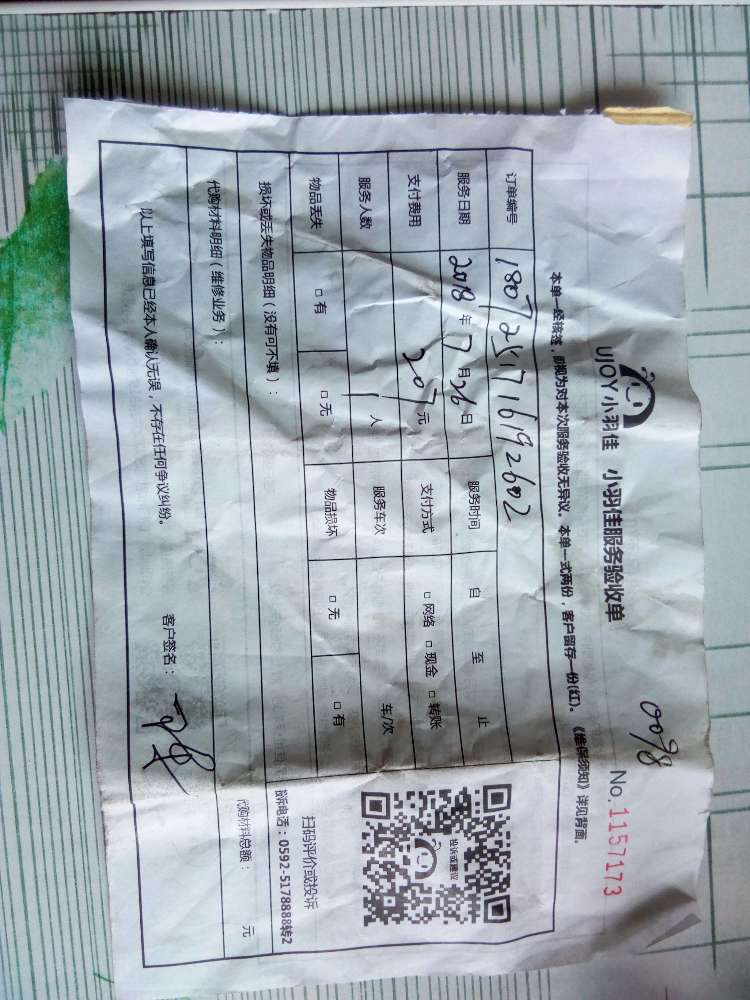 UJOY小羽佳 小羽佳服务验收单
0098
No. 1157173
本单一经核签，即视为对本次服务验收无异议。本单一式两份，客户留存一份(红)。《维保须知》详见背面。
订单编号 1807251716192602
服务日期 2018 年 7 月 26 日 服务时间 自 至 止
支付费用 207 元 支付方式 □网络 □现金 □转账
服务人数 1 人 服务车次 车/次
物品丢失 □有 □无 物品损坏 □无 □有
投诉或建议
扫码评价或投诉
投诉电话：0592-5178888转2
损坏或丢失物品明细（没有可不填）：
代购材料明细（维修业务）：
代购材料总额： 元
以上填写信息已经本人确认无误，不存在任何争议纠纷。
客户签名：